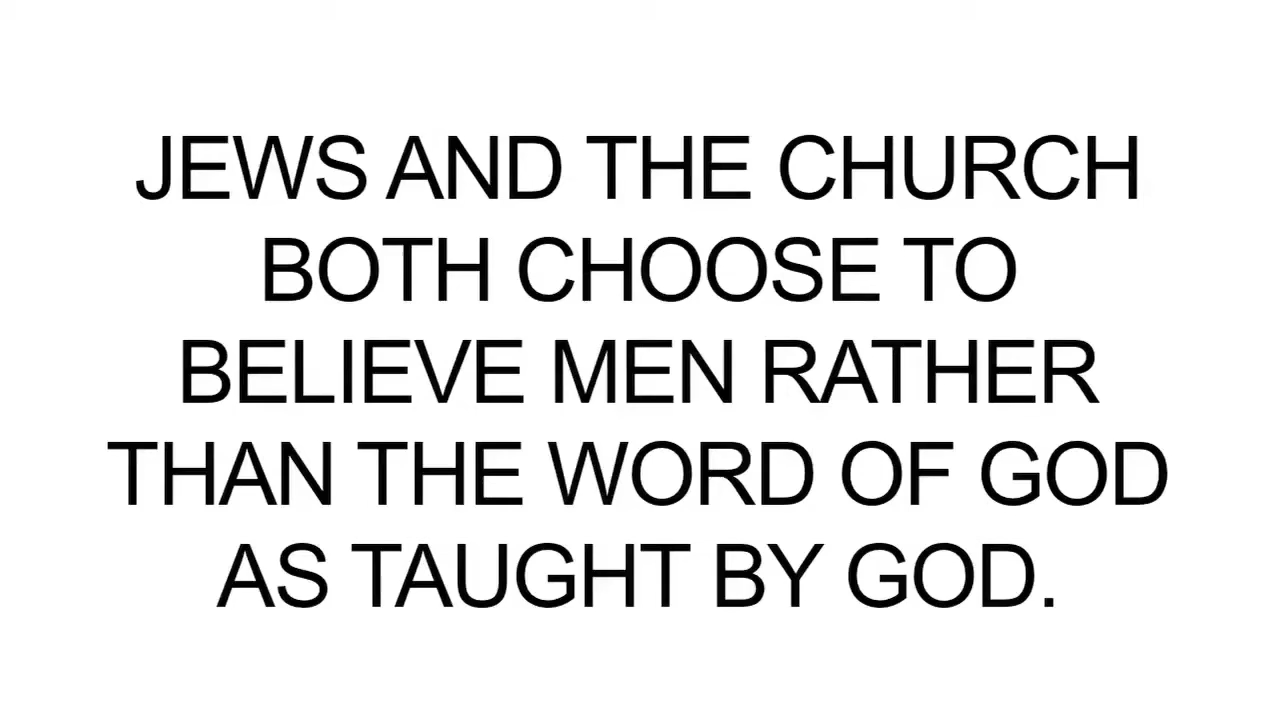 JEWS AND THE CHURCH
BOTH CHOOSE TO
BELIEVE MEN RATHER
THAN THE WORD OF GOD
AS TAUGHT BY GOD.